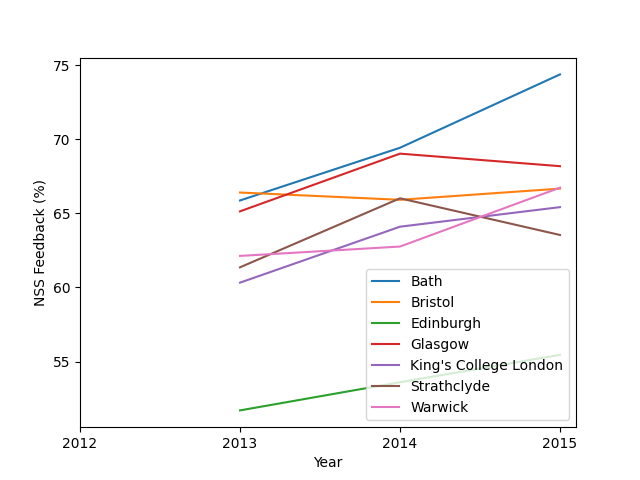 75
70
65
60
55
NSS Feedback (%)
Bath
Bristol
Edinburgh
Glasgow
King's College London
Strathclyde
Warwick
2012 2013 2014 2015
Year